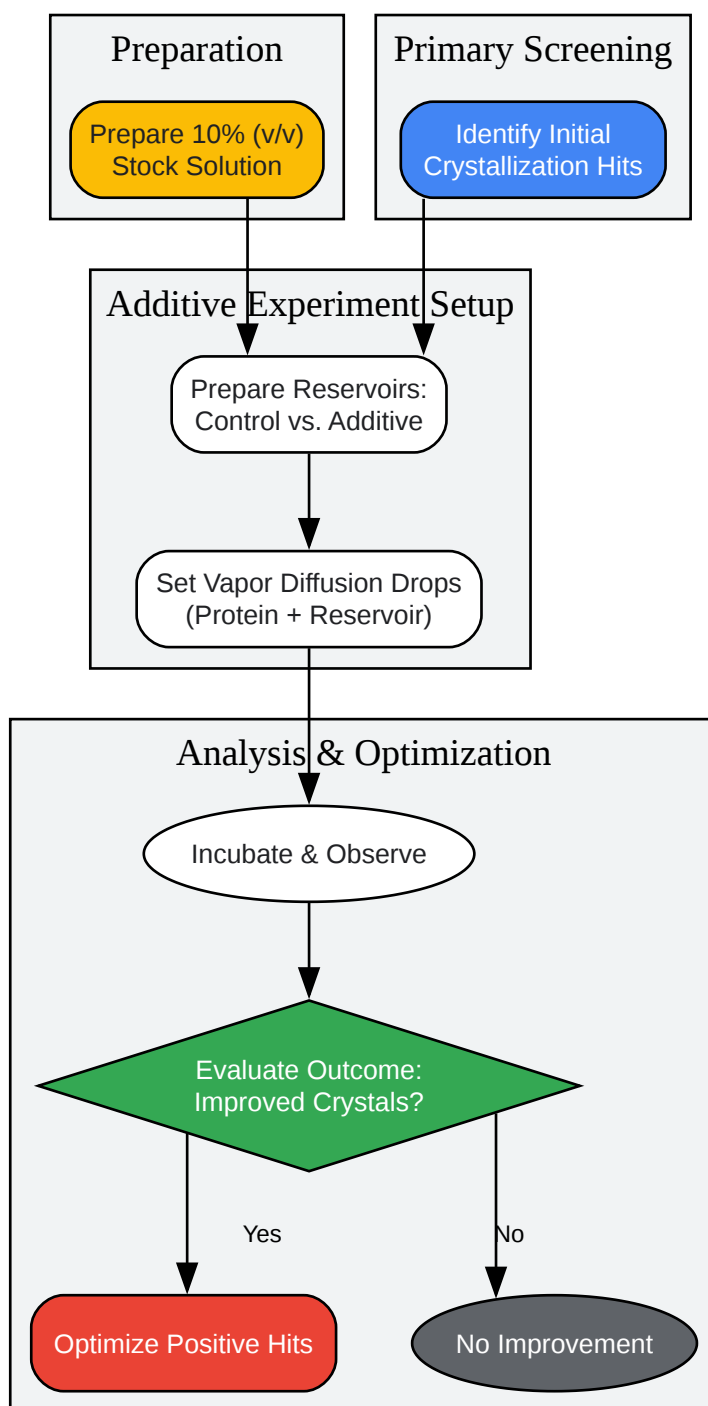 Preparation
Prepare 10% (v/v)
Stock Solution
Primary Screening
Identify Initial
Crystallization Hits
Additive Experiment Setup
Prepare Reservoirs:
Control vs. Additive
Set Vapor Diffusion Drops
(Protein + Reservoir)
Analysis & Optimization
Incubate & Observe
Evaluate Outcome:
Improved Crystals?
Yes
No
Optimize Positive Hits
No Improvement